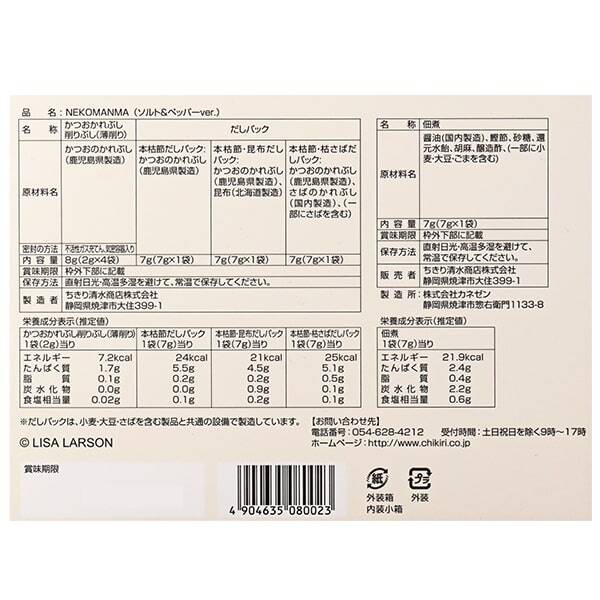 品 名：NEKOMANMA（ソルト&ペッパーver.）
名 称 かつおかれぶし削りぶし(薄削り) だしパック
原材料名
かつおのかれぶし(鹿児島県製造)
本枯節だしパック：かつおのかれぶし(鹿児島県製造)
本枯節・昆布だしパック：かつおのかれぶし(鹿児島県製造)、昆布(北海道製造)
本枯節・枯さばだしパック：かつおのかれぶし(鹿児島県製造)、さばのかれぶし(国内製造)、(一部にさばを含む)
密封の方法 不活性ガス充てん、気密容器入り
内 容 量 8g(2g×4袋) 7g(7g×1袋) 7g(7g×1袋) 7g(7g×1袋)
賞味期限 枠外下部に記載
保存方法 直射日光・高温多湿を避けて、常温で保存してください。
製 造 者 ちきり清水商店株式会社
静岡県焼津市大住399-1
名 称 佃煮
原材料名 醤油(国内製造)、鰹節、砂糖、還元水飴、胡麻、醸造酢、(一部に小麦・大豆・ごまを含む)
内 容 量 7g(7g×1袋)
賞味期限 枠外下部に記載
保存方法 直射日光・高温多湿を避けて、常温で保存してください。
販 売 者 ちきり清水商店株式会社
静岡県焼津市大住399-1
製 造 所：株式会社カネゼン
静岡県焼津市惣右衛門1133-8
栄養成分表示(推定値)
かつおかれぶし削りぶし(薄削り) 1袋(2g)当り 本枯節だしパック 1袋(7g)当り 本枯節・昆布だしパック 1袋(7g)当り 本枯節・枯さばだしパック 1袋(7g)当り
エネルギー 7.2kcal 24kcal 21kcal 25kcal
たんぱく質 1.7g 5.5g 4.5g 5.1g
脂 質 0.1g 0.2g 0.2g 0.5g
炭 水 化 物 0.0g 0.0g 0.9g 0.1g
食塩相当量 0.02g 0.1g 0.1g 0.1g
栄養成分表示(推定値)
佃煮
1袋(7g)当り
エネルギー 21.9kcal
たんぱく質 2.4g
脂 質 0.4g
炭 水 化 物 2.2g
食塩相当量 0.6g
※だしパックは、小麦・大豆・さばを含む製品と共通の設備で製造しています。
【お問い合わせ先】
電話番号：054-628-4212 受付時間：土日祝日を除く9時～17時
ホームページ：http://www.chikiri.co.jp
© LISA LARSON
賞味期限
4 904635 080023
紙
外装箱
内装小箱
プラ
外装